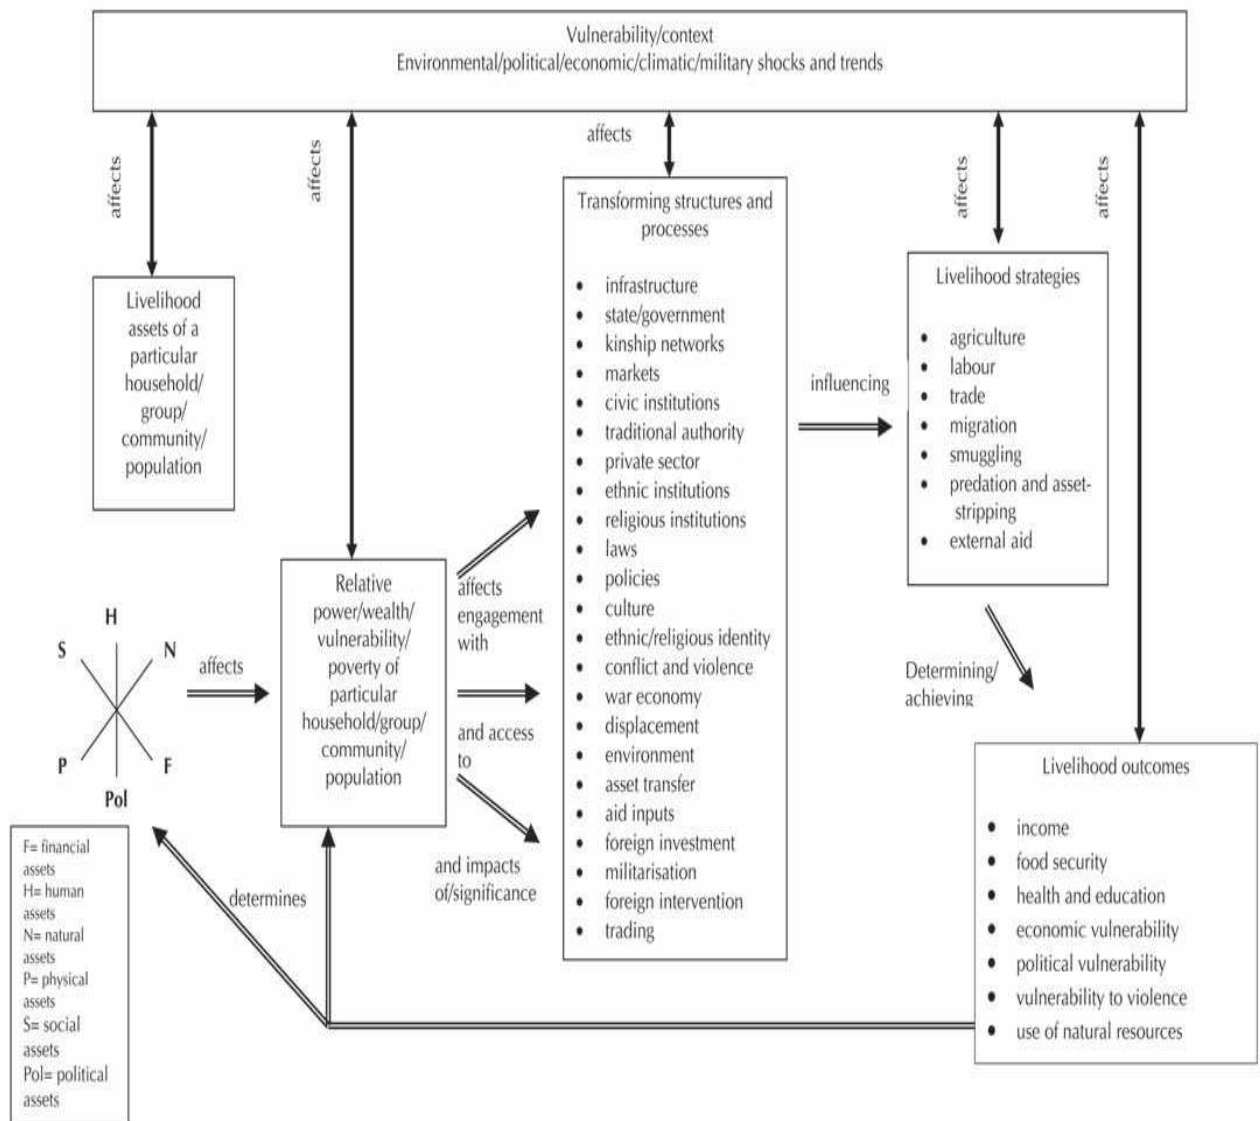 Vulnerability/context
Environmental/political/economic/climatic/military shocks and trends
affects
affects
affects
affects
affects
Livelihood
assets of a
particular
household/
group/
community/
population
H
S
N
P
F
Pol
F= financial
assets
H= human
assets
N= natural
assets
P= physical
assets
S= social
assets
Pol= political
assets
affects
Relative
power/wealth/
vulnerability/
poverty of
particular
household/group/
community/
population
determines
affects
engagement
with
and access
to
and impacts
of/significance
Transforming structures and
processes
• infrastructure
• state/government
• kinship networks
• markets
• civic institutions
• traditional authority
• private sector
• ethnic institutions
• religious institutions
• laws
• policies
• culture
• ethnic/religious identity
• conflict and violence
• war economy
• displacement
• environment
• asset transfer
• aid inputs
• foreign investment
• militarisation
• foreign intervention
• trading
influencing
Livelihood strategies
• agriculture
• labour
• trade
• migration
• smuggling
• predation and asset-
stripping
• external aid
Determining/
achieving
Livelihood outcomes
• income
• food security
• health and education
• economic vulnerability
• political vulnerability
• vulnerability to violence
• use of natural resources